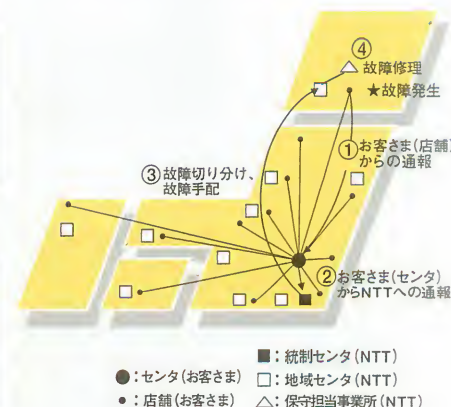 ④
故障修理
★故障発生
①お客さま(店舗)
からの通報
③故障切り分け、
故障手配
②お客さま(センタ)
からNTTへの通報
■:統制センタ(NTT)
●:センタ(お客さま) □:地域センタ(NTT)
•:店舗(お客さま) △:保守担当事業所(NTT)